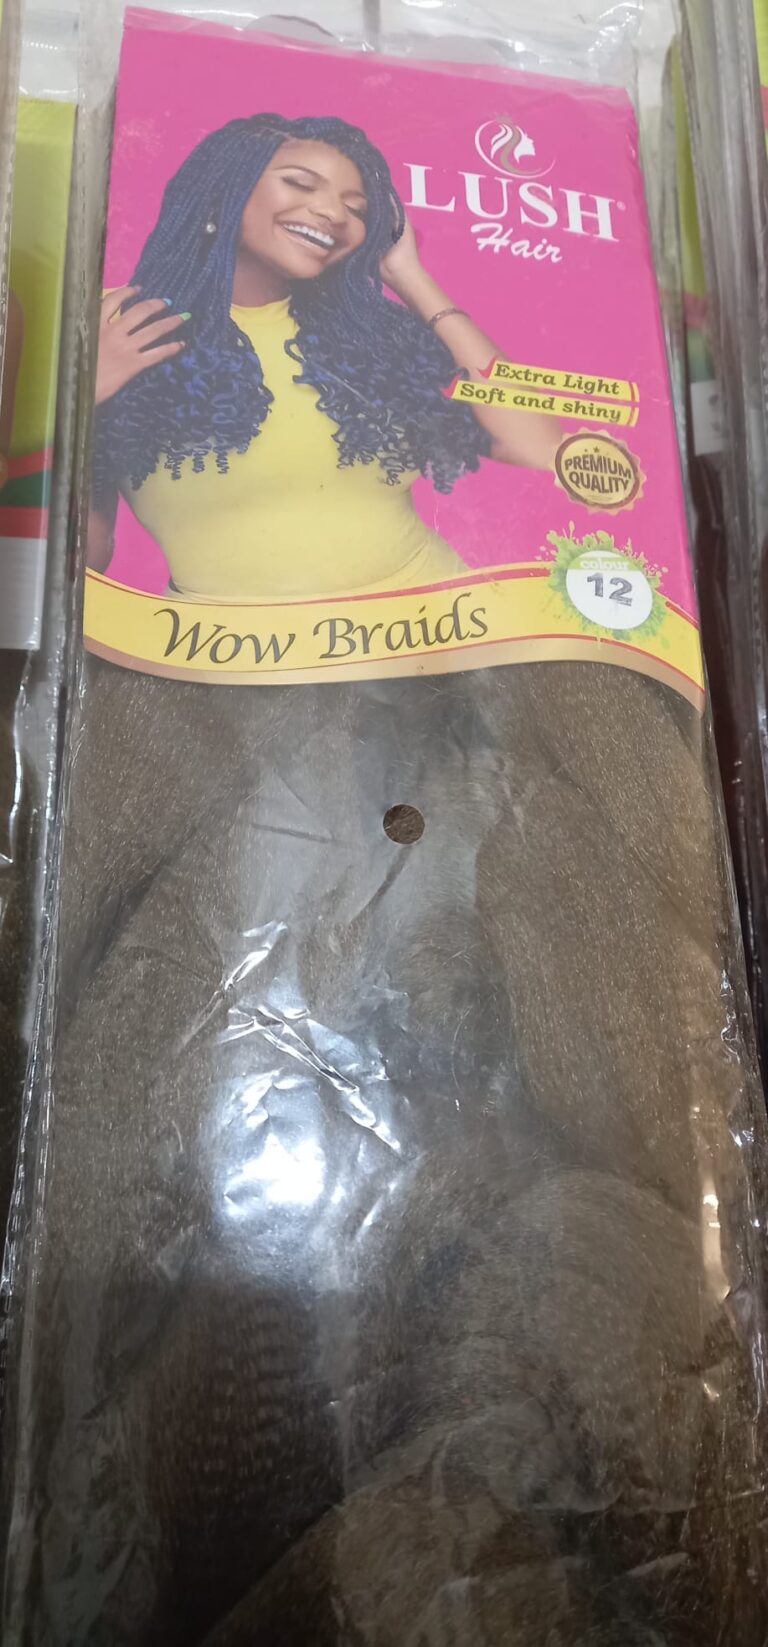 LUSH®
Hair
Extra Light
Soft and shiny
PREMIUM
QUALITY
colour
12
Wow Braids